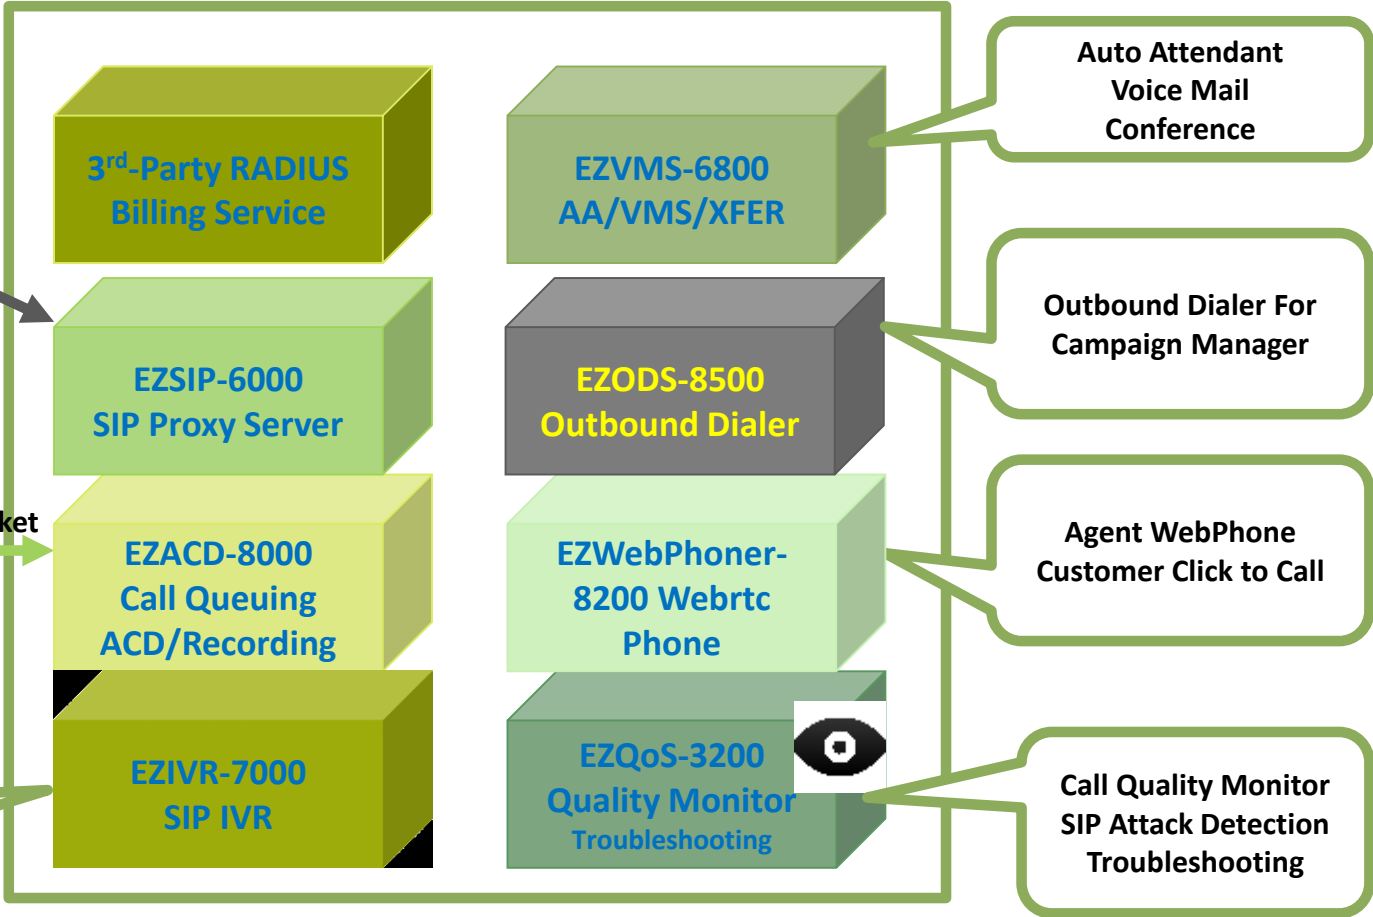 3rd-Party RADIUS
Billing Service
EZVMS-6800
AA/VMS/XFER
Auto Attendant
Voice Mail
Conference
EZSIP-6000
SIP Proxy Server
EZODS-8500
Outbound Dialer
Outbound Dialer For
Campaign Manager
ket
EZACD-8000
Call Queuing
ACD/Recording
EZWebPhoner-
8200 Webrtc
Phone
Agent WebPhone
Customer Click to Call
EZIVR-7000
SIP IVR
EZQoS-3200
Quality Monitor
Troubleshooting
Call Quality Monitor
SIP Attack Detection
Troubleshooting